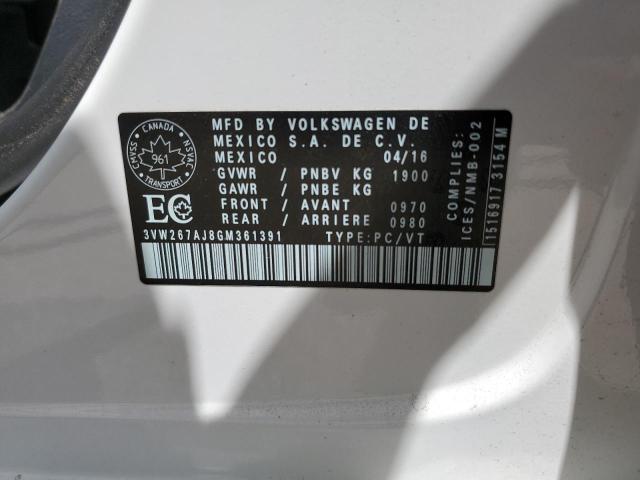 MFD BY VOLKSWAGEN DE
MEXICO S.A. DE C.V.
MEXICO 04/16
GVWR / PNBV KG 1900
GAWR / PNBE KG
FRONT / AVANT 0970
REAR / ARRIERE 0980
3VW267AJ8GM361391 TYPE:PC/VT
CANADA
CMVSS
961
NSVAC
TRANSPORT
EC
COMPLIES:
ICES/NMB-002
1516917 3154 M